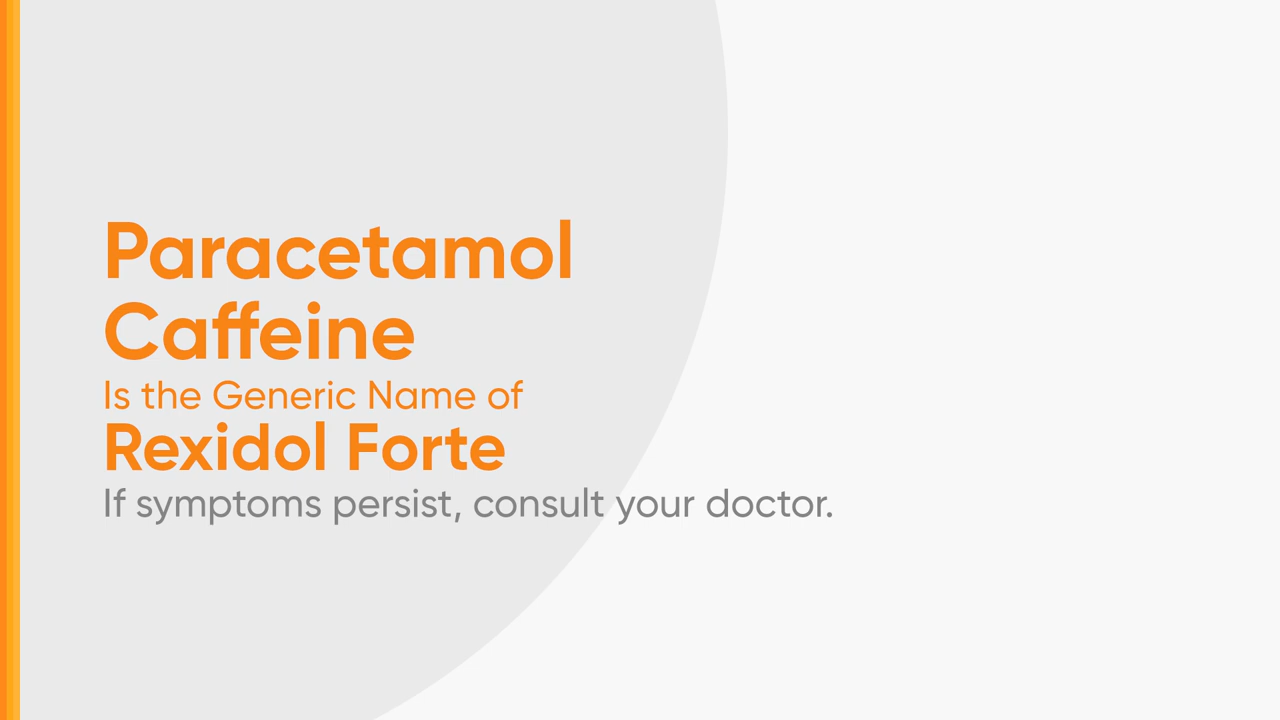 Paracetamol
Caffeine
Is the Generic Name of
Rexidol Forte
If symptoms persist, consult your doctor.